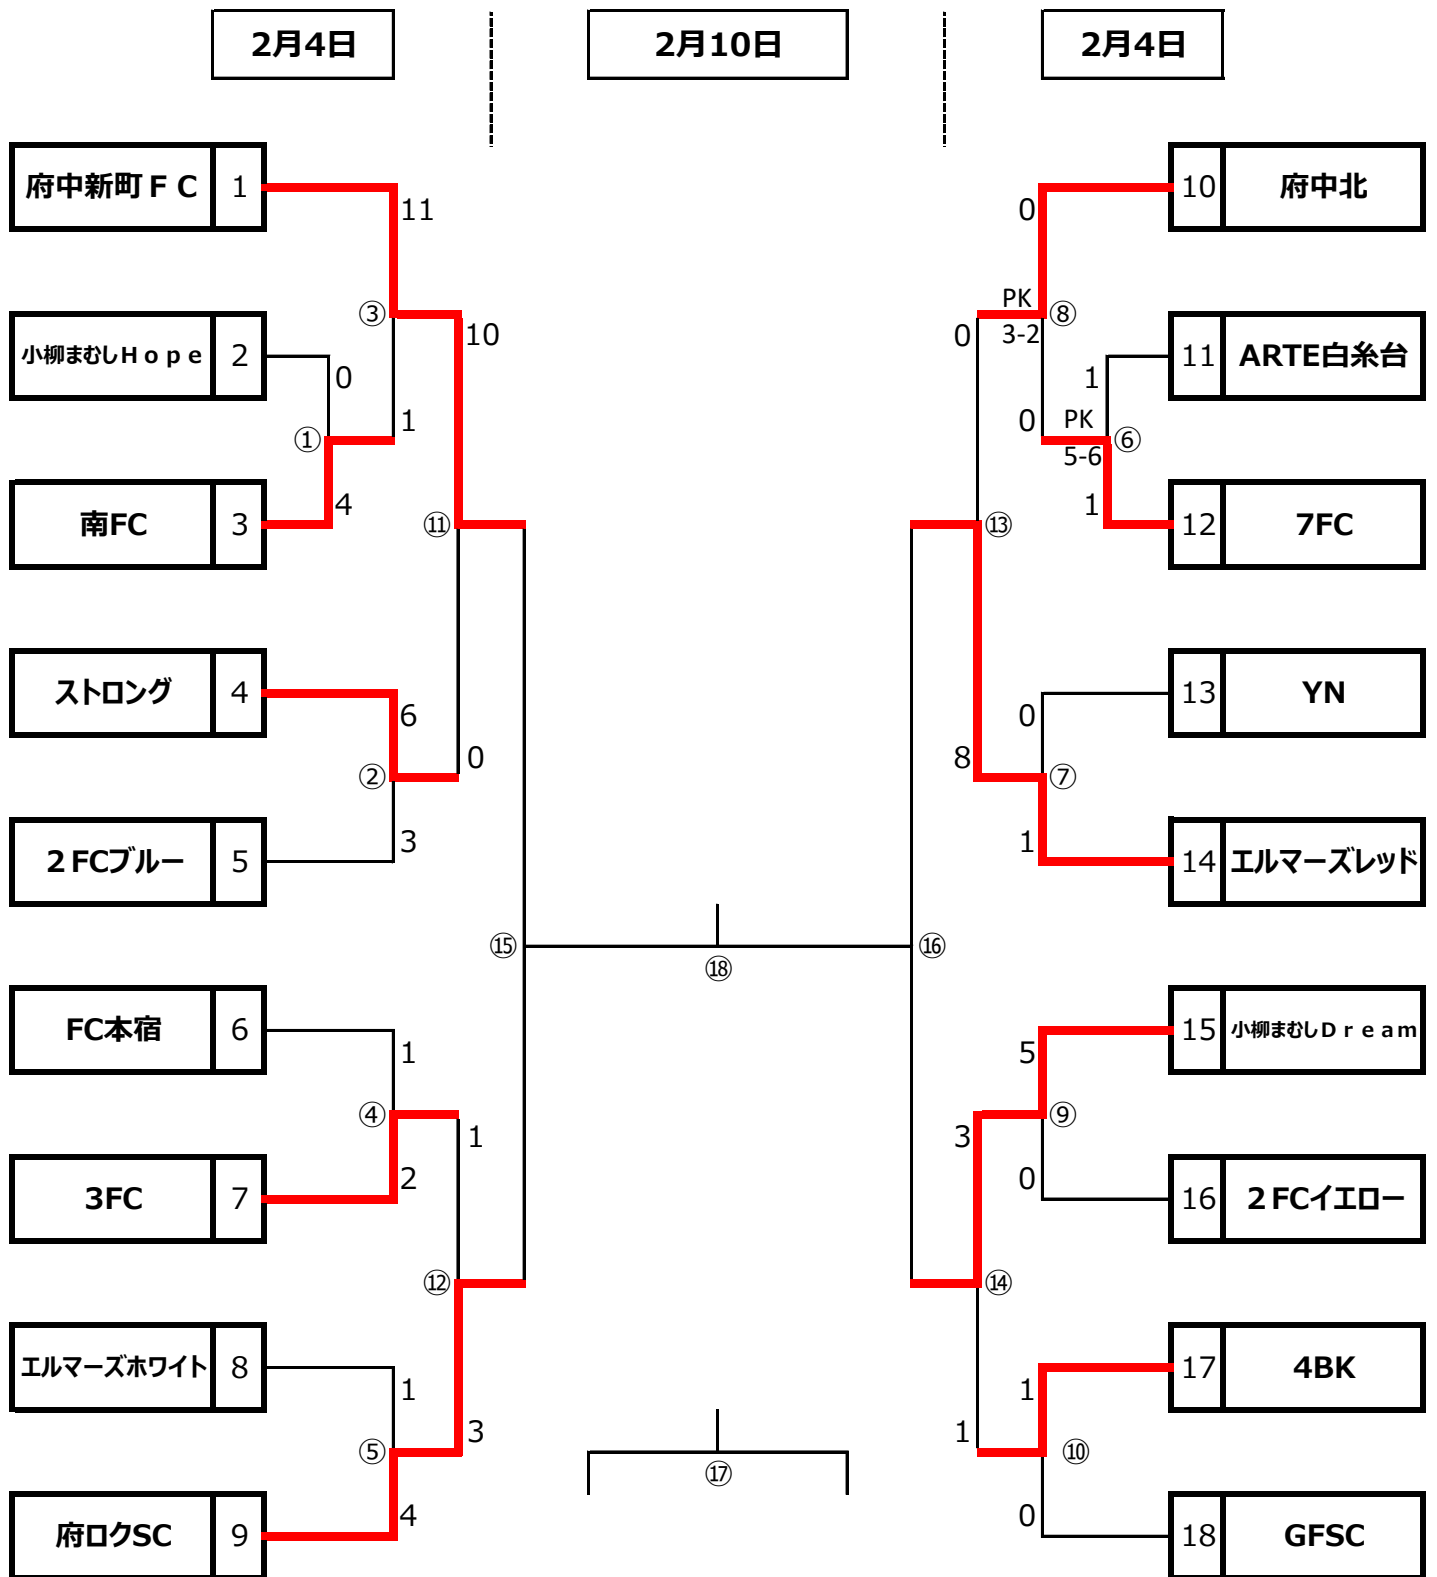 2月4日 2月10日 2月4日
府中新町ＦＣ 1 10 府中北
11 0
③ PK ⑧
10 0 3-2
小柳まむしＨｏｐｅ 2 11 ARTE白糸台
0 1
1 0 PK
① ⑥
5-6
4 1
南FC 3 12 7FC
⑪ ⑬
ストロング 4 13 YN
6 0
0 8
② ⑦
3 1
２FCブルー 5 14 エルマーズレッド
⑮ ⑯
⑱
FC本宿 6 15 小柳まむしＤｒｅａｍ
1 5
④ ⑨
1 3
2 0
3FC 7 16 ２FCイエロー
⑫ ⑭
エルマーズホワイト 8 17 4BK
1 1
3 1
⑤ ⑩
⑰
4 0
府ロクSC 9 18 GFSC